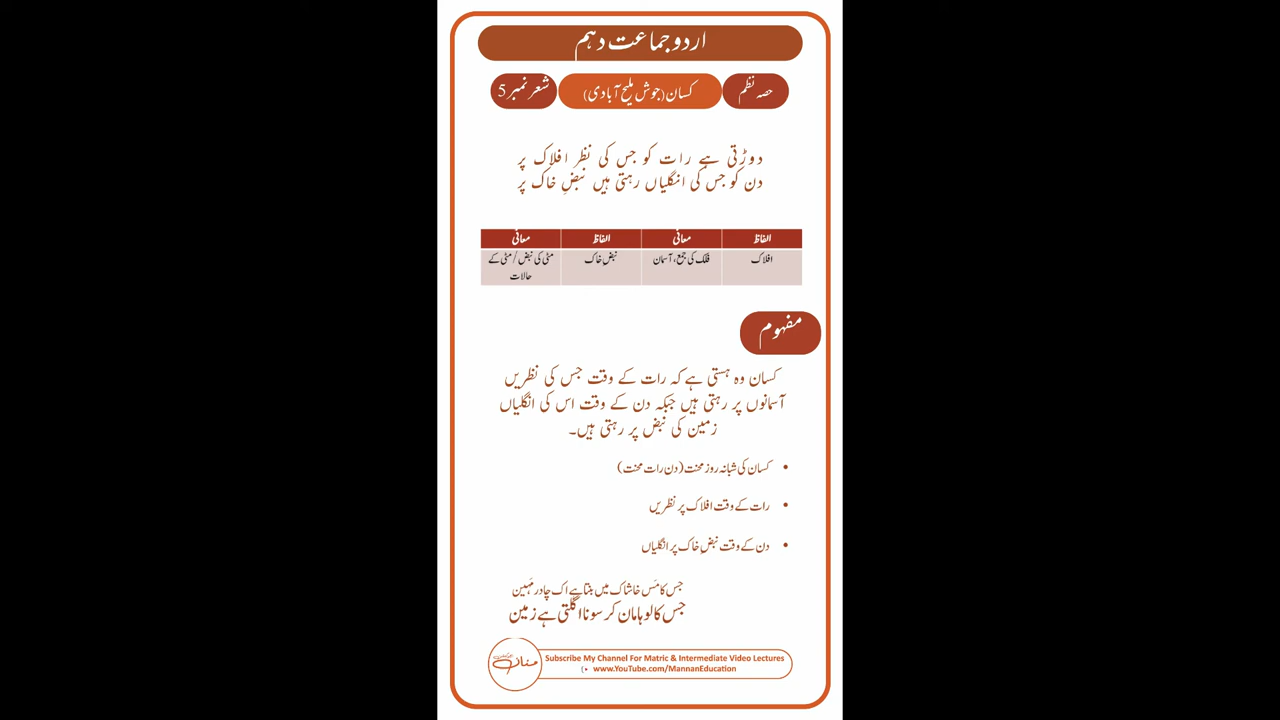 اردو جماعت دہم
حصہ نظم
کسان (جوش ملیح آبادی)
شعر نمبر 5
دوڑتی ہے رات کو جس کی نظر افلاک پر
دن کو جس کی انگلیاں رہتی ہیں نبضِ خاک پر
الفاظ معانی الفاظ معانی
افلاک فلک کی جمع، آسمان نبضِ خاک مٹی کی نبض/مٹی کے
حالات
مفہوم
کسان وہ ہستی ہے کہ رات کے وقت جس کی نظریں
آسمانوں پر رہتی ہیں جبکہ دن کے وقت اس کی انگلیاں
زمین کی نبض پر رہتی ہیں۔
• کسان کی شبانہ روز محنت (دن رات محنت)
• رات کے وقت افلاک پر نظریں
• دن کے وقت نبضِ خاک پر انگلیاں
جس کا مَس خاشاک میں بنتا ہے اک چادر مَہین
جس کا لوہا مان کر سونا اگلتی ہے زمین
منان
Subscribe My Channel For Matric & Intermediate Video Lectures
www.YouTube.com/MannanEducation